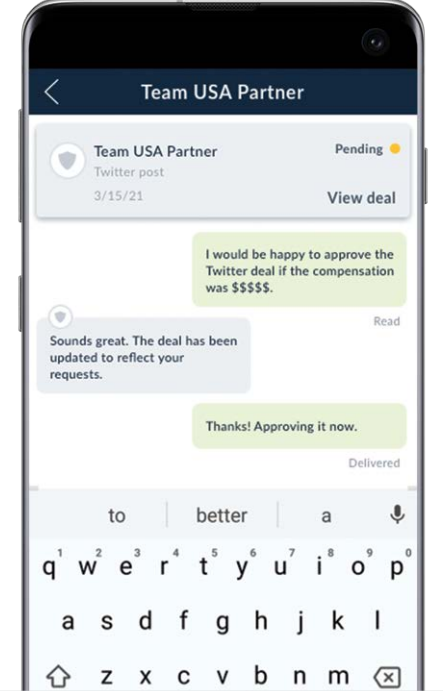 Team USA Partner
Team USA Partner
Pending
Twitter post
3/15/21
View deal
I would be happy to approve the
Twitter deal if the compensation
was $$$$$.
Read
Sounds great. The deal has been
updated to reflect your
requests.
Thanks! Approving it now.
Delivered
to better a
1 2 3 4 5 6 7 8 9 0
q w e r t y u i o p
a s d f g h j k l
z x c v b n m